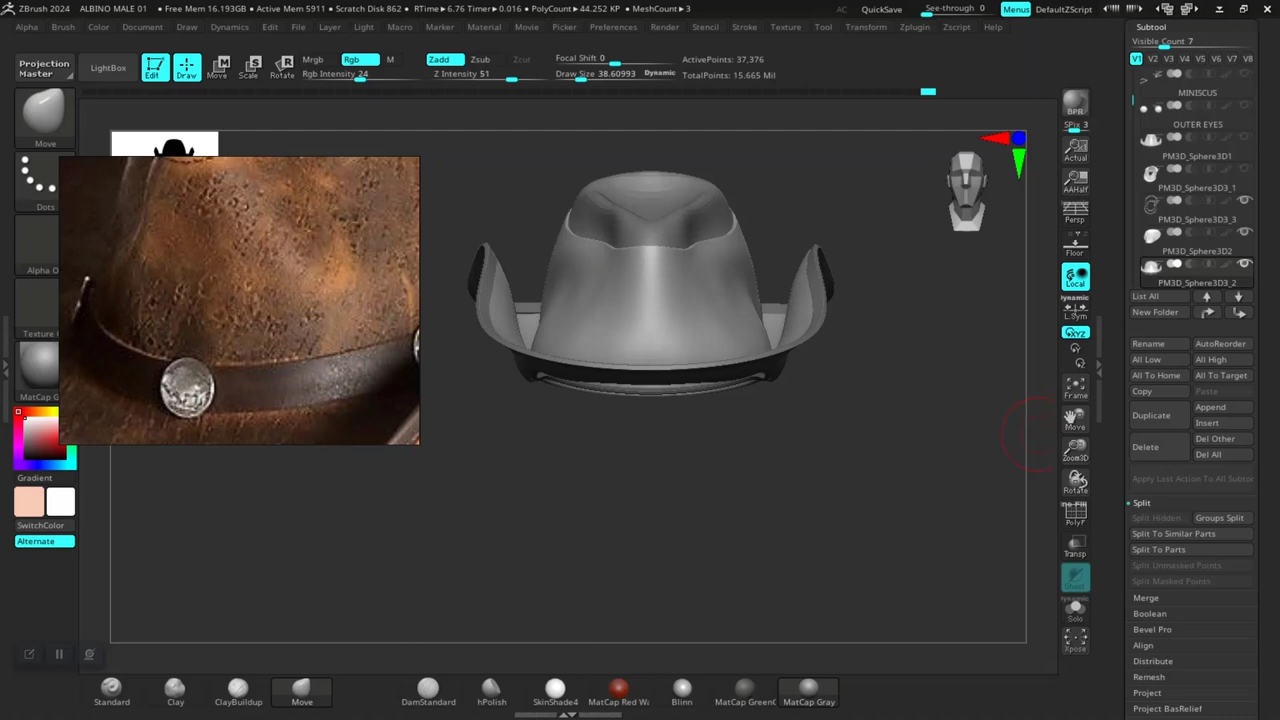 ZBrush 2024 ALBINO MALE 01 • Free Mem 16.193GB • Active Mem 5911 • Scratch Disk 862 • RTime▸6.76 Timer▸0.016 • PolyCount▸44.252 KP • MeshCount▸3 AC QuickSave See-through 0 Menus DefaultZScript
Alpha Brush Color Document Draw Dynamics Edit File Layer Light Macro Marker Material Movie Picker Preferences Render Stencil Stroke Texture Tool Transform Zplugin Zscript Help
Projection Master
LightBox
Edit Draw Move Scale Rotate
Mrgb Rgb M
Rgb Intensity 24
Zadd Zsub
Z Intensity 51
Focal Shift 0
Draw Size 38.60993 Dynamic
ActivePoints: 37,376
TotalPoints: 15.665 Mil
Move
Dots
Alpha O
Texture
MatCap G
Gradient
SwitchColor
Alternate
BPR
SPix 3
Actual
AAHalf
Persp
Floor
Local
Dynamic
L.Sym
XYZ
Frame
Move
Zoom3D
Rotate
PolyF
Transp
Ghost
Dynamic
Solo
Xpose
Subtool
Visible Count 7
V1 V2 V3 V4 V5 V6 V7 V8
MINISCUS
OUTER EYES
PM3D_Sphere3D1
PM3D_Sphere3D3_1
PM3D_Sphere3D3_3
PM3D_Sphere3D2
PM3D_Sphere3D3_2
List All
New Folder
Rename AutoReorder
All Low All High
All To Home All To Target
Copy Paste
Duplicate Append
Insert
Delete Del Other
Del All
Apply Last Action To All Subto
Split
Split Hidden Groups Split
Split To Similar Parts
Split To Parts
Split Unmasked Points
Split Masked Points
Merge
Boolean
Bevel Pro
Align
Distribute
Remesh
Project
Project BasRelief
Standard Clay ClayBuildup Move DamStandard hPolish SkinShade4 MatCap Red Wa Blinn MatCap GreenC MatCap Gray